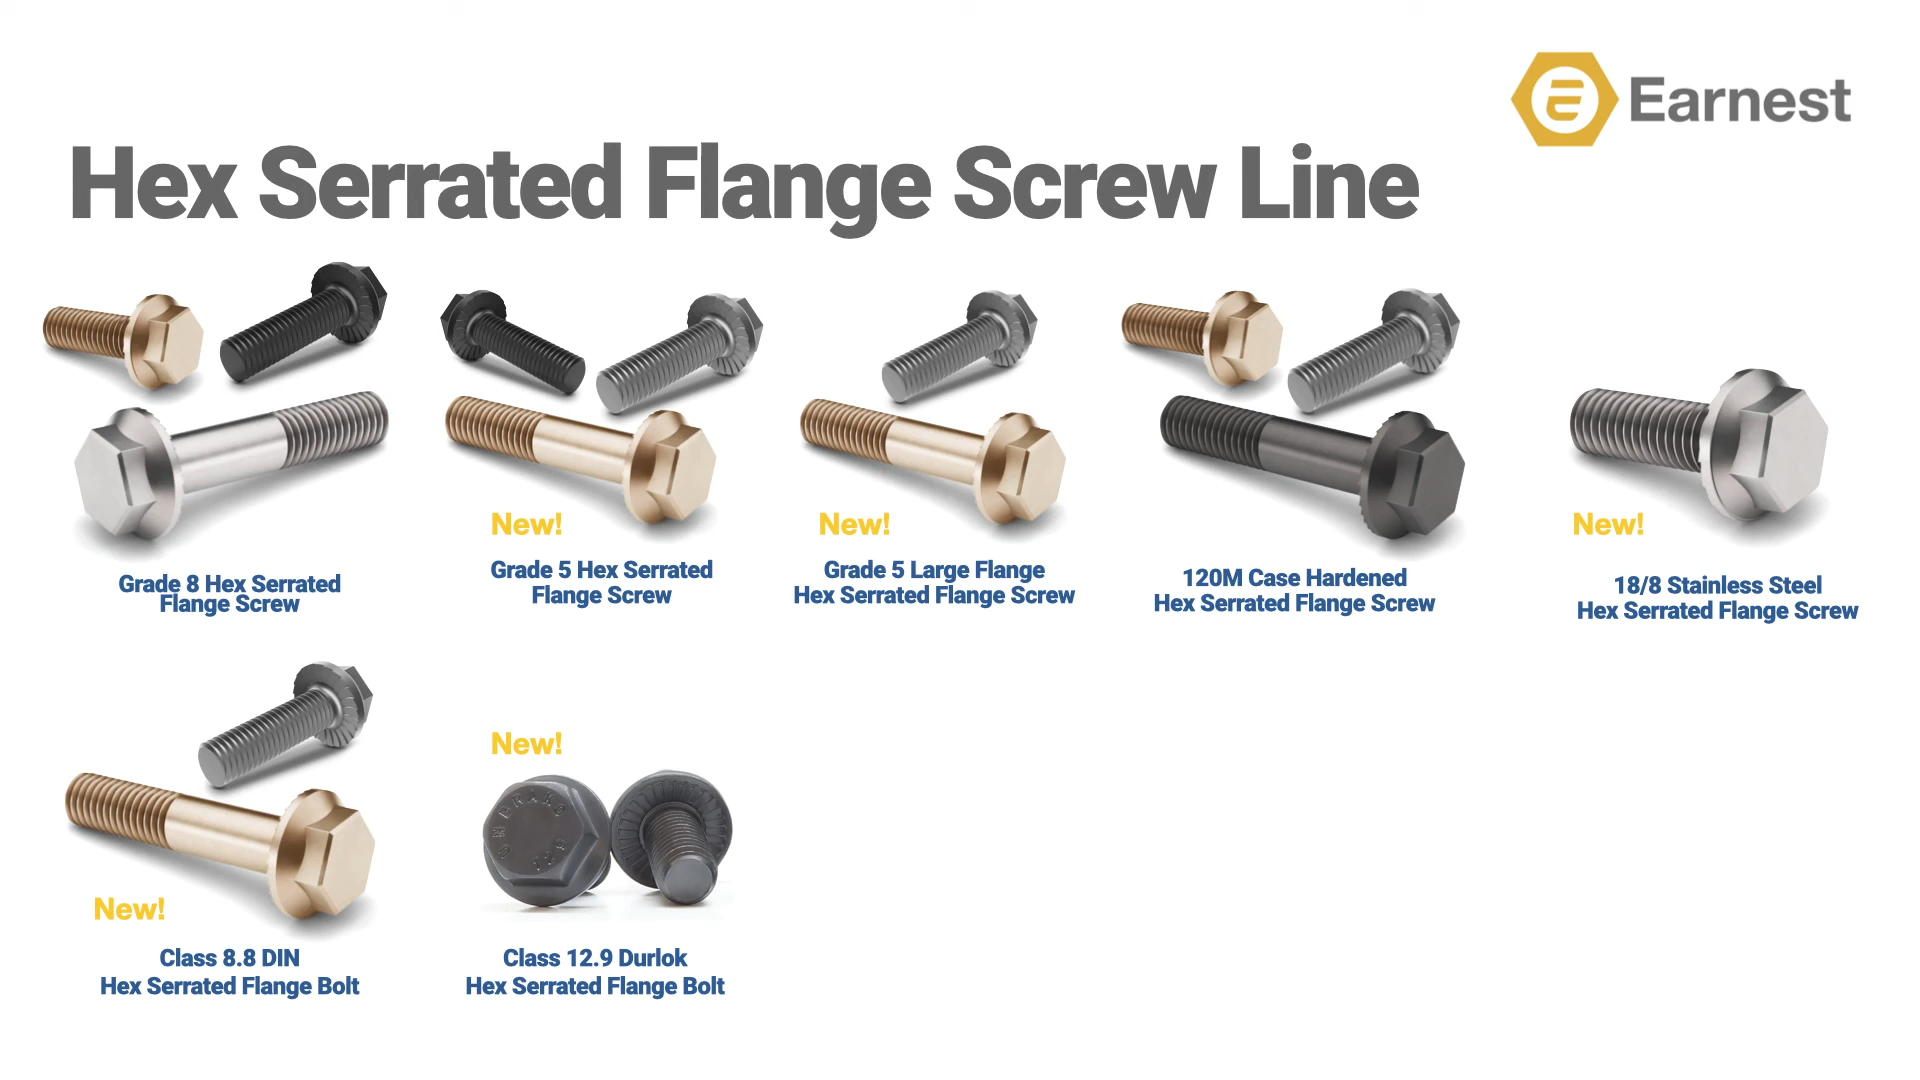 Earnest
Hex Serrated Flange Screw Line
New!
New!
New!
Grade 8 Hex Serrated
Flange Screw
Grade 5 Hex Serrated
Flange Screw
Grade 5 Large Flange
Hex Serrated Flange Screw
120M Case Hardened
Hex Serrated Flange Screw
18/8 Stainless Steel
Hex Serrated Flange Screw
New!
New!
12.9
Class 8.8 DIN
Hex Serrated Flange Bolt
Class 12.9 Durlok
Hex Serrated Flange Bolt